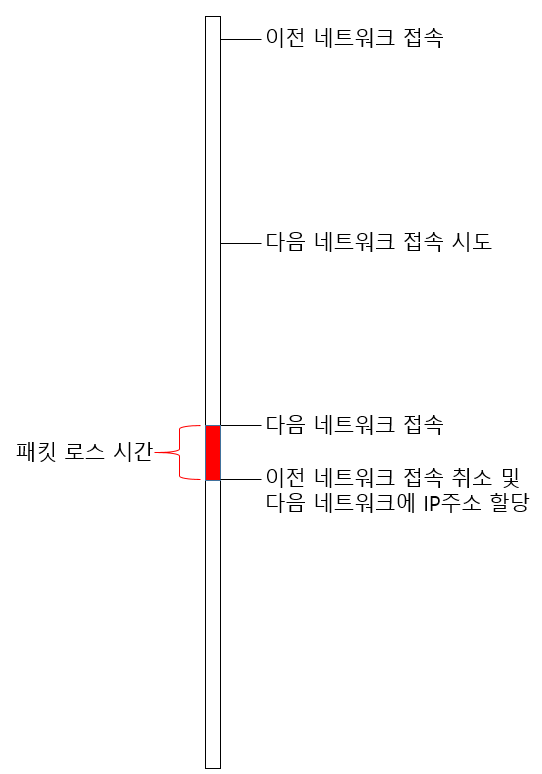 이전 네트워크 접속
다음 네트워크 접속 시도
다음 네트워크 접속
패킷 로스 시간
이전 네트워크 접속 취소 및
다음 네트워크에 IP주소 할당